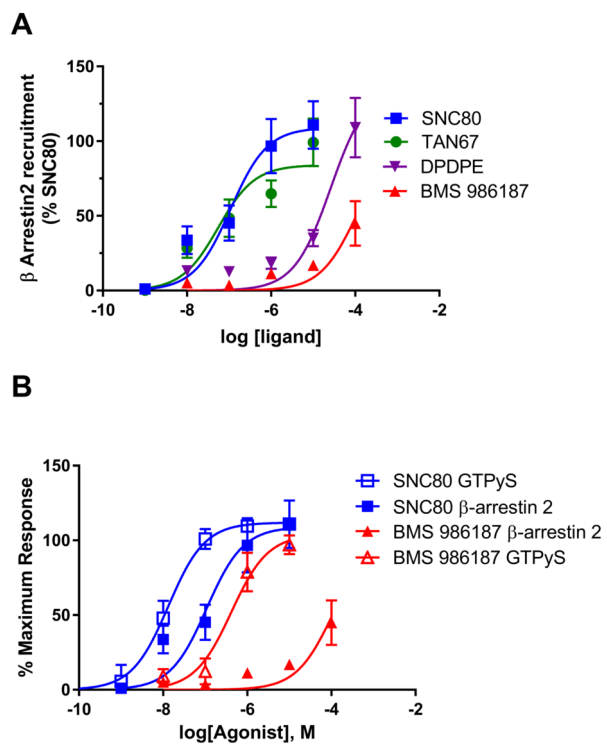 A
β Arrestin2 recruitment
(% SNC80)
150
100
50
0
-10
-8
-6
-4
-2
log [ligand]
SNC80
TAN67
DPDPE
BMS 986187
B
% Maximum Response
150
100
50
0
-10
-8
-6
-4
-2
log[Agonist], M
SNC80 GTPyS
SNC80 β-arrestin 2
BMS 986187 β-arrestin 2
BMS 986187 GTPyS